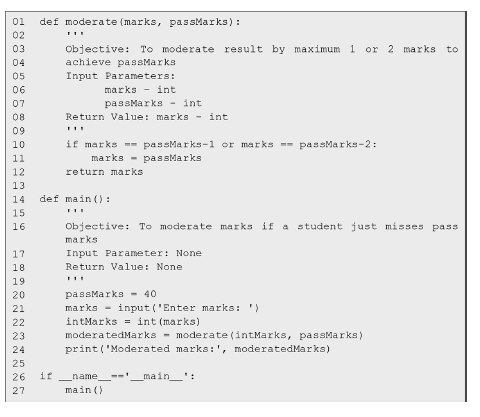 01 def moderate(marks, passMarks):
02     '''
03     Objective: To moderate result by maximum 1 or 2 marks to
04     achieve passMarks
05     Input Parameters:
06           marks – int
07           passMarks - int
08     Return Value: marks - int
09     '''
10     if marks == passMarks-1 or marks == passMarks-2:
11         marks = passMarks
12     return marks
13
14 def main():
15     '''
16     Objective: To moderate marks if a student just misses pass
       marks
17     Input Parameter: None
18     Return Value: None
19     '''
20     passMarks = 40
21     marks = input('Enter marks: ')
22     intMarks = int(marks)
23     moderatedMarks = moderate(intMarks, passMarks)
24     print('Moderated marks:', moderatedMarks)
25
26 if __name__=='__main__':
27     main()